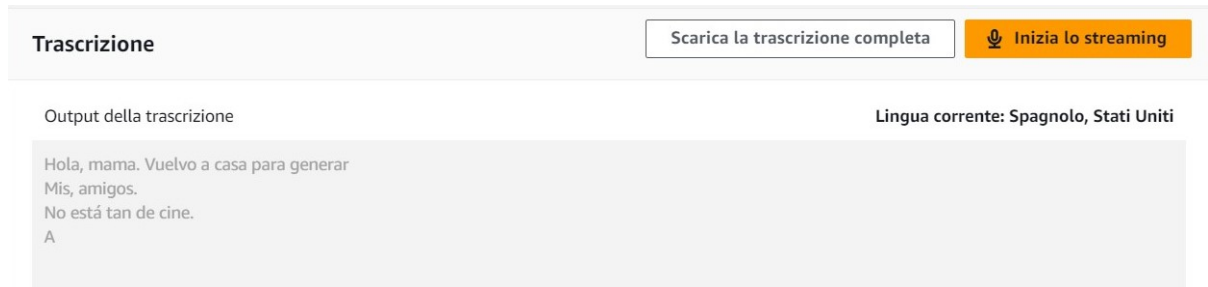 Trascrizione
Scarica la trascrizione completa
Inizia lo streaming
Output della trascrizione
Lingua corrente: Spagnolo, Stati Uniti
Hola, mama. Vuelvo a casa para generar
Mis, amigos.
No está tan de cine.
A